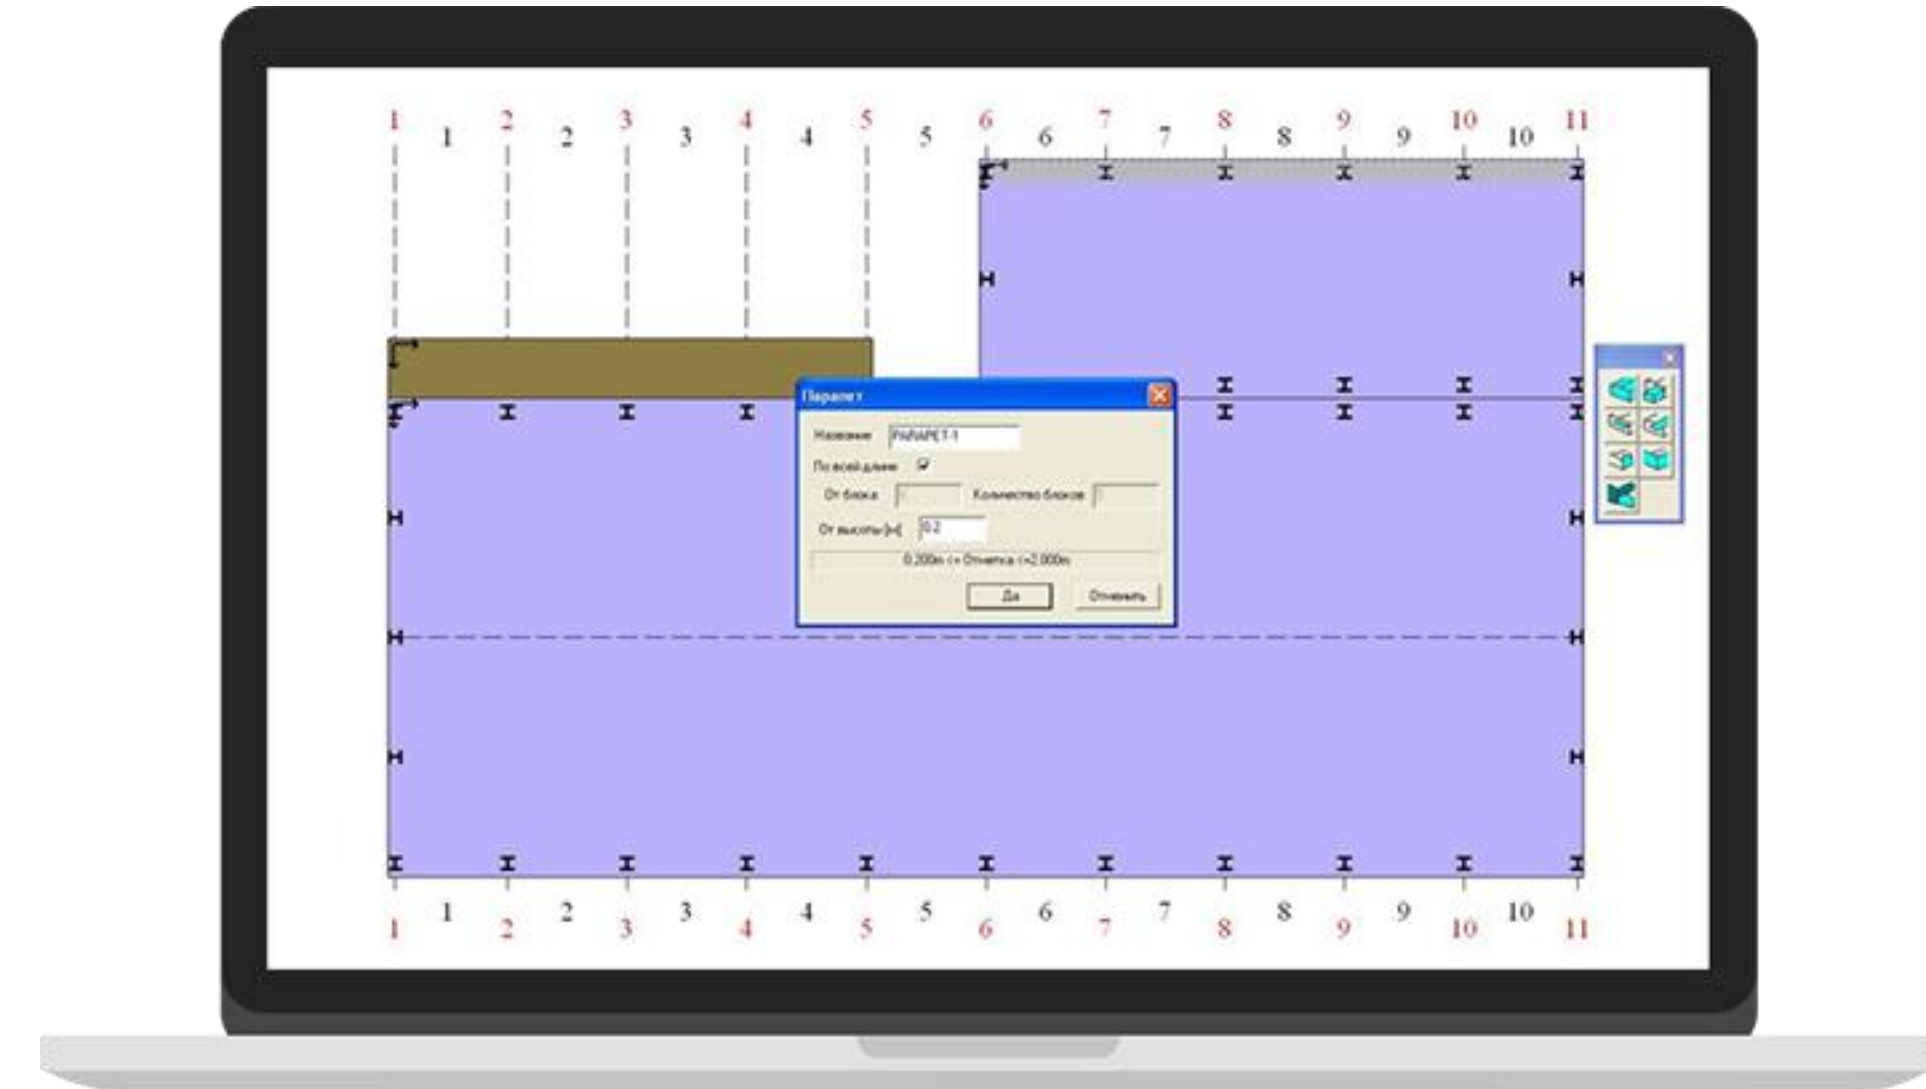 1 2 3 4 5 6 7 8 9 10 11
1 2 3 4 5 6 7 8 9 10
Парапет
Название PARAPET-1
По всей длине
От блока Количество блоков
От высоты [м] 0.2
0.200m <= Отметка <=2.000m
Да Отменить
1 2 3 4 5 6 7 8 9 10
1 2 3 4 5 6 7 8 9 10 11